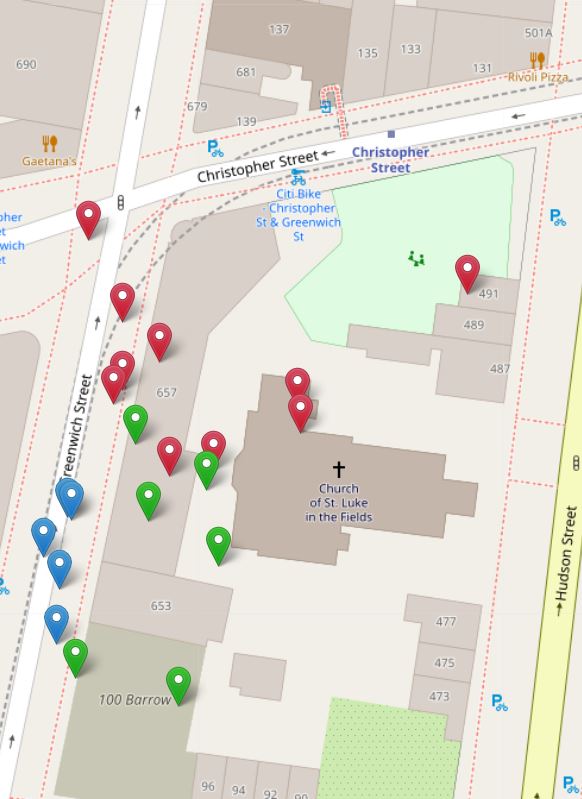 137
501A
135
133
131
690
681
Rivoli Pizza
679
139
Gaetana's
Christopher Street
Christopher
Street
Citi Bike
- Christopher
St & Greenwich
St
pher
et
wich
et
491
489
487
657
reenwich Street
Church
of St. Luke
in the Fields
Hudson Street
653
477
475
473
100 Barrow
96
94
92
90